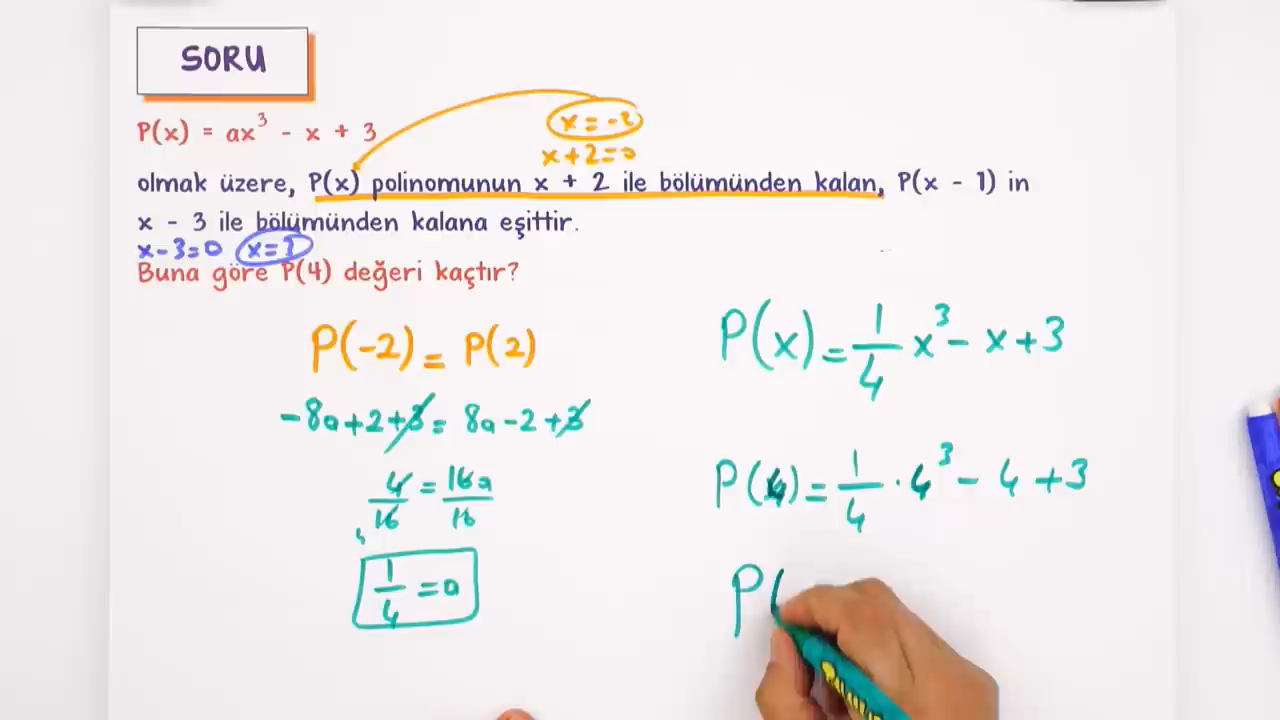 SORU
P(x) = ax³ - x + 3
x = -2
x+2=0
olmak üzere, P(x) polinomunun x + 2 ile bölümünden kalan, P(x - 1) in
x - 3 ile bölümünden kalana eşittir.
x-3=0 x=3
Buna göre P(4) değeri kaçtır?
P(-2) = P(2)
-8a+2+3 = 8a-2+3
4/16 = 16a/16
1/4 = a
P(x) = 1/4 x³ - x + 3
P(4) = 1/4 · 4³ - 4 + 3
P(